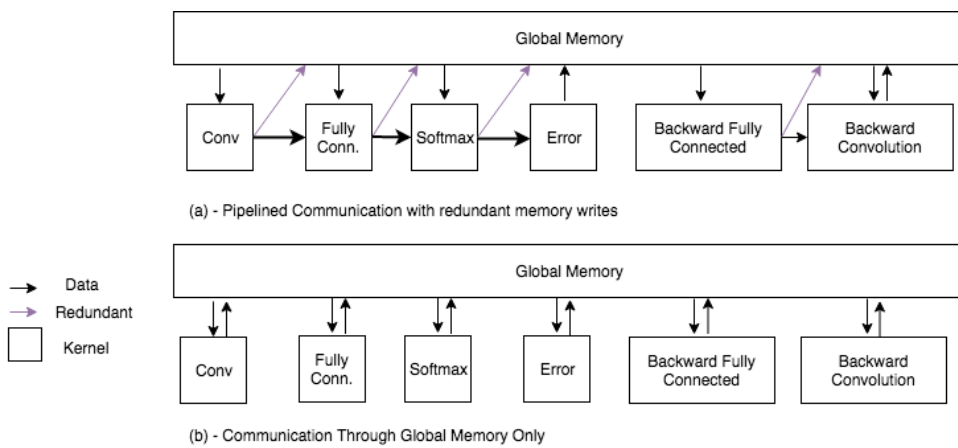 Global Memory
Conv
Fully
Conn.
Softmax
Error
Backward Fully
Connected
Backward
Convolution
(a) - Pipelined Communication with redundant memory writes
Global Memory
Data
Redundant
Kernel
Conv
Fully
Conn.
Softmax
Error
Backward Fully
Connected
Backward
Convolution
(b) - Communication Through Global Memory Only